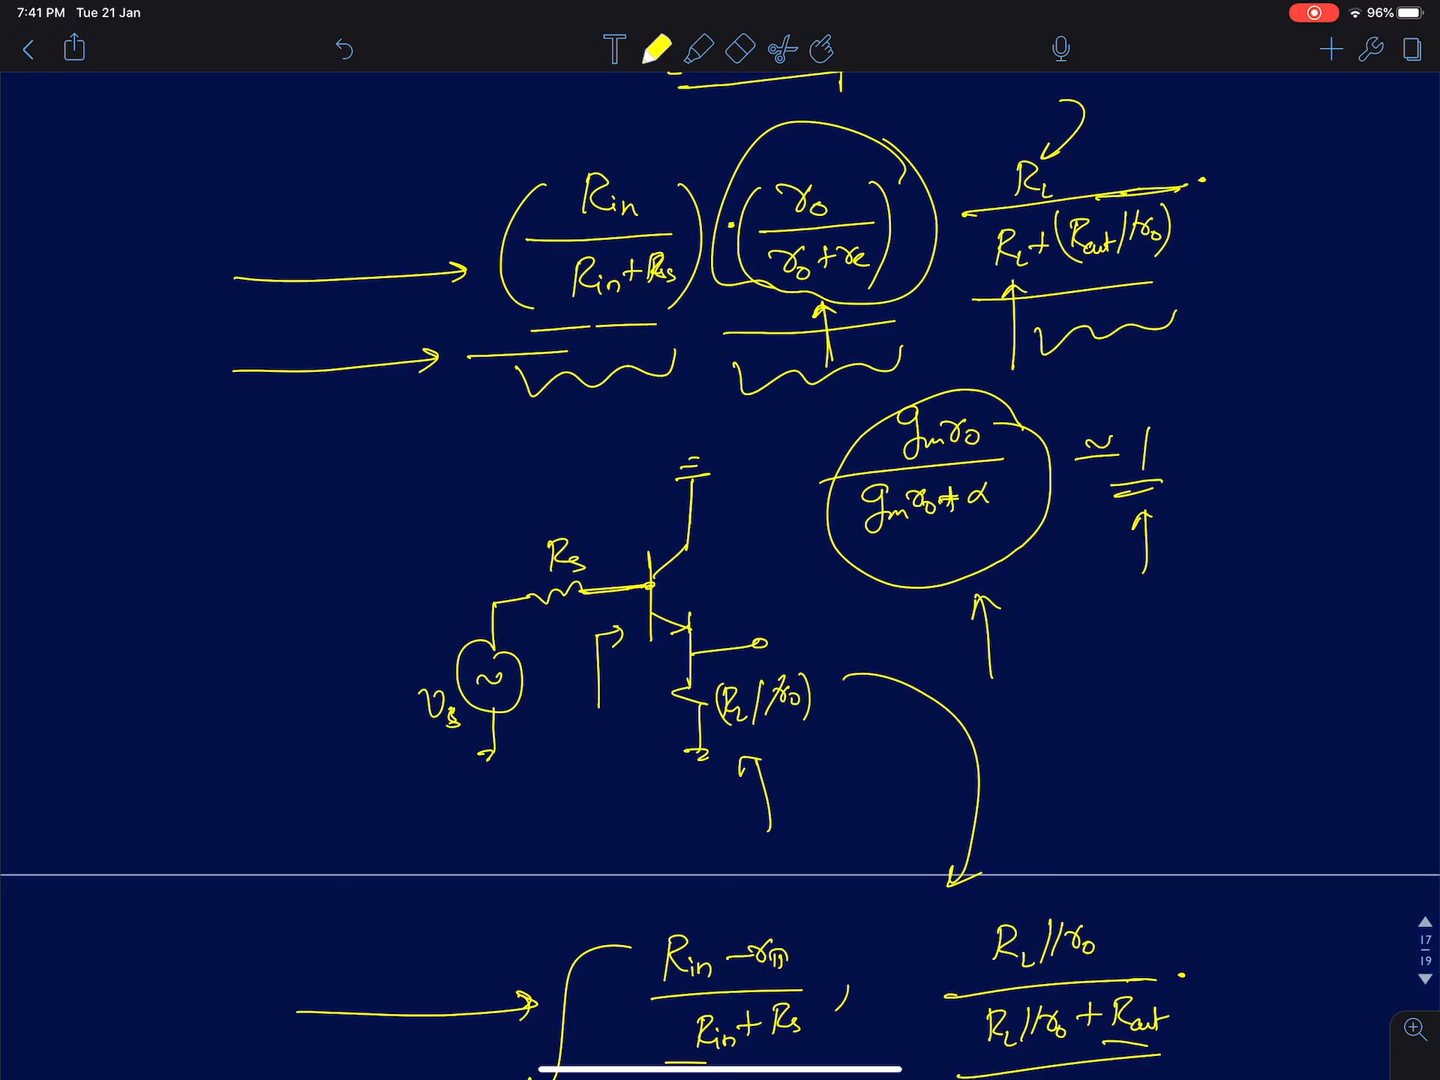 7:41 PM Tue 21 Jan 96%
T
(Rin / (Rin + Rs)) · (ro / (ro + re)) RL / (RL + (Rout//ro)) ·
gmro / (gmro + α) ≃ 1
Rs
vs
(RL//ro)
17
19
(Rin - rπ) / (Rin + Rs) , (RL//ro) / (RL//ro + Rout) ·